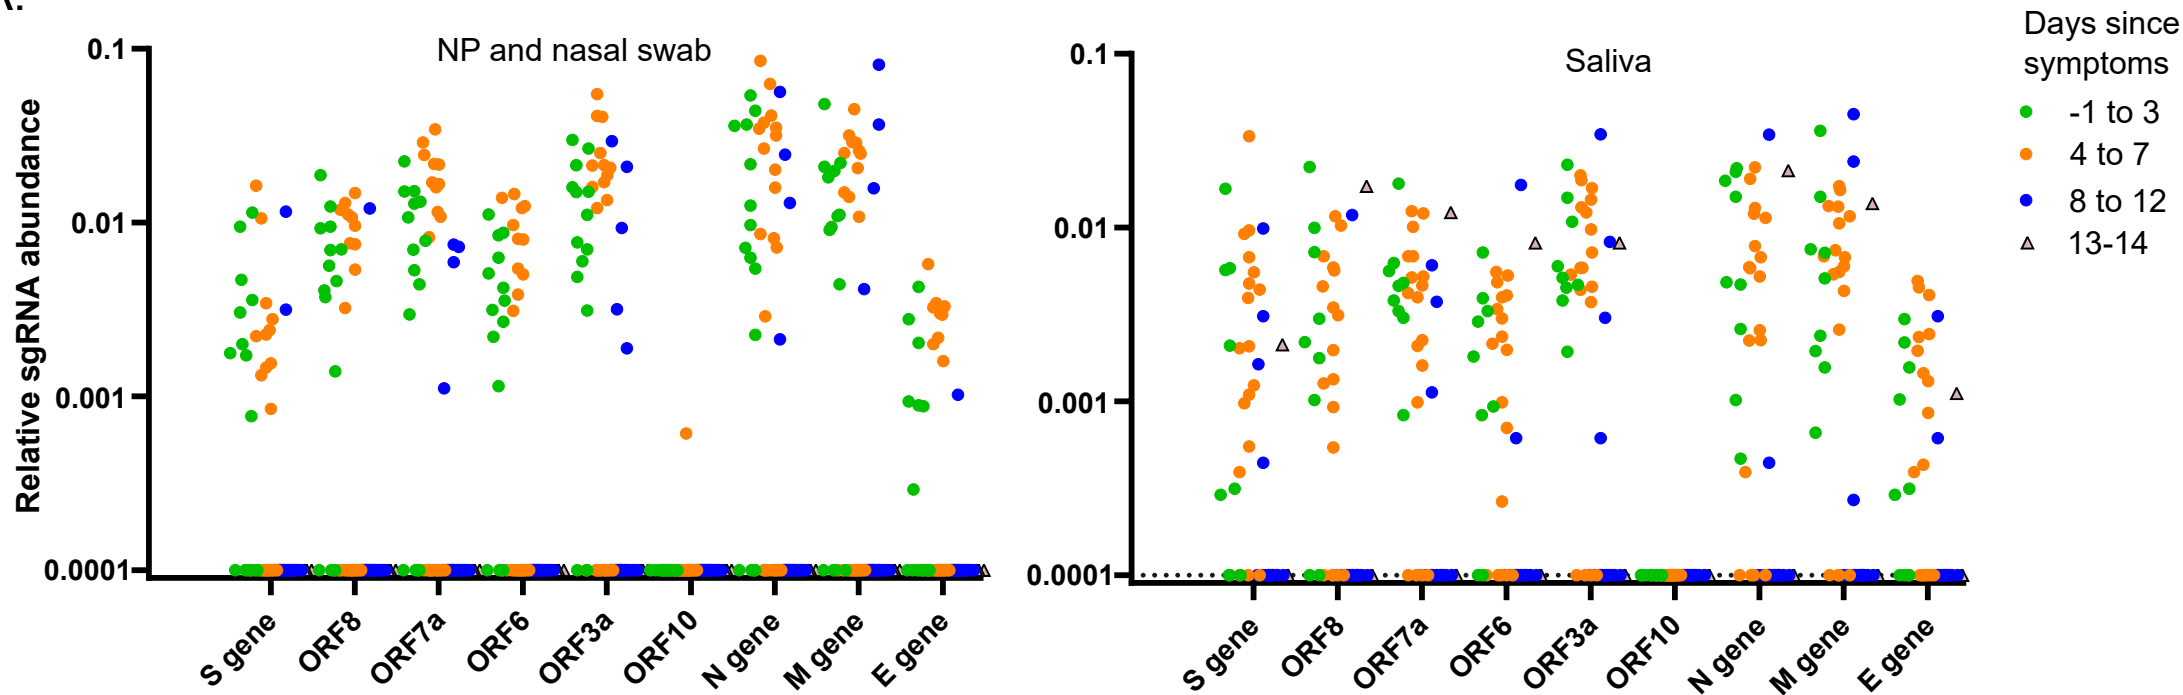 A.
NP and nasal swab
Relative sgRNA abundance
0.1
0.01
0.001
0.0001
S gene
ORF8
ORF7a
ORF6
ORF3a
ORF10
N gene
M gene
E gene
Saliva
0.1
0.01
0.001
0.0001
S gene
ORF8
ORF7a
ORF6
ORF3a
ORF10
N gene
M gene
E gene
Days since
symptoms
-1 to 3
4 to 7
8 to 12
13-14